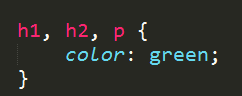 h1, h2, p {
    color: green;
}